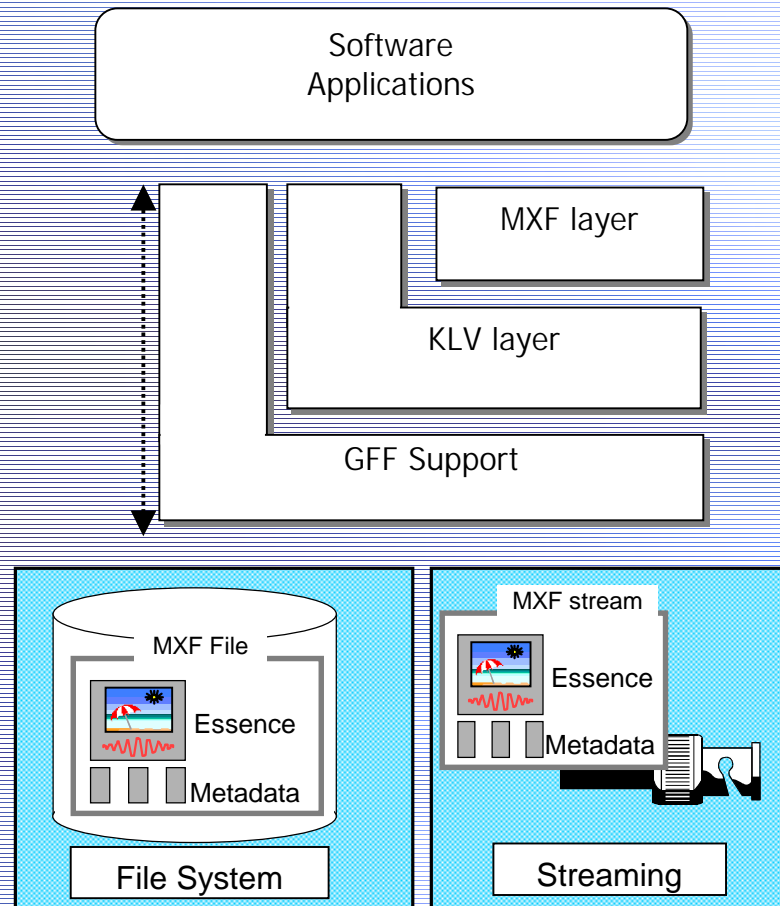 Software
Applications
MXF layer
KLV layer
GFF Support
MXF File
Essence
Metadata
File System
MXF stream
Essence
Metadata
Streaming